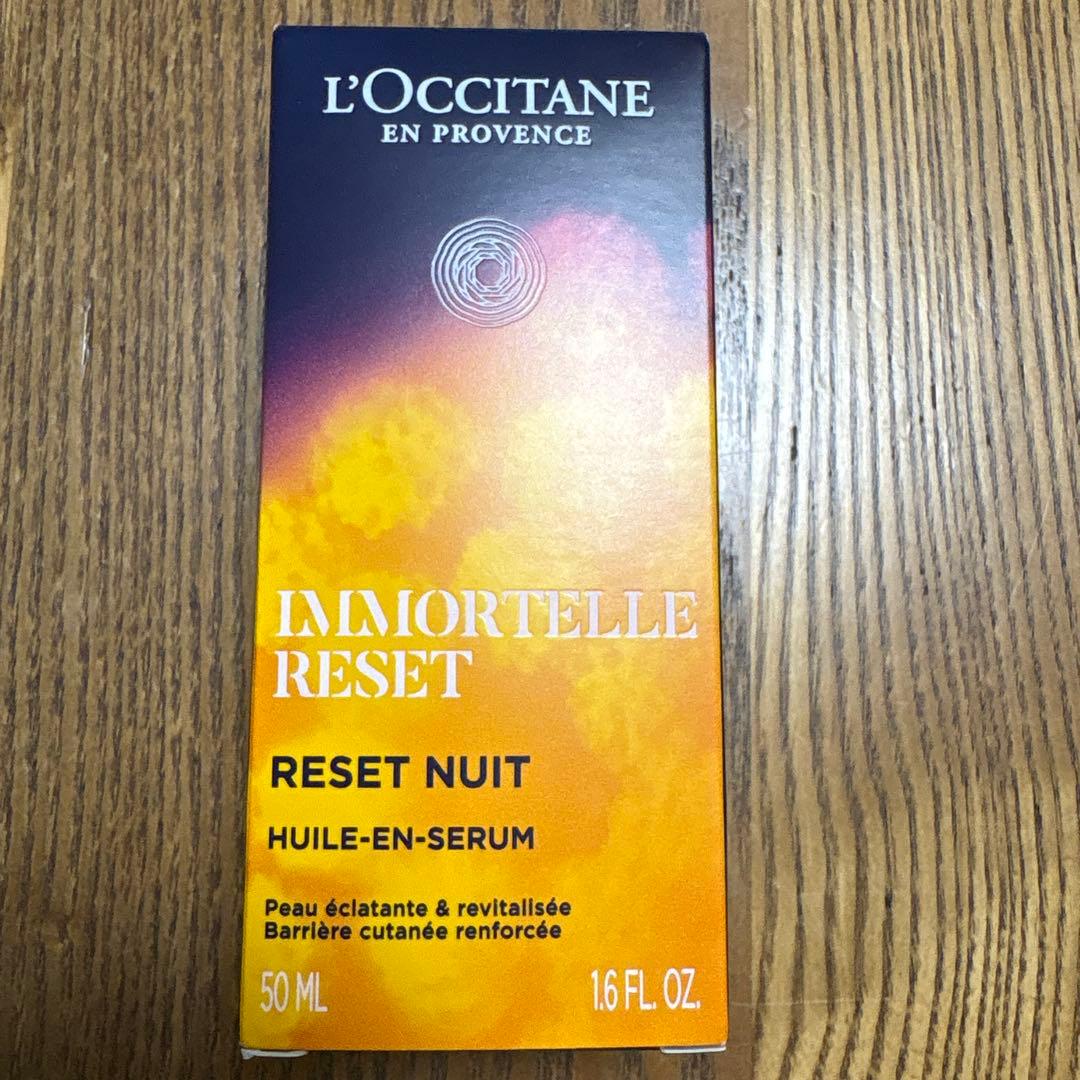 L'OCCITANE
EN PROVENCE
IMMORTELLE
RESET
RESET NUIT
HUILE-EN-SERUM
Peau éclatante & revitalisée
Barrière cutanée renforcée
50 ML 1.6 FL. OZ.